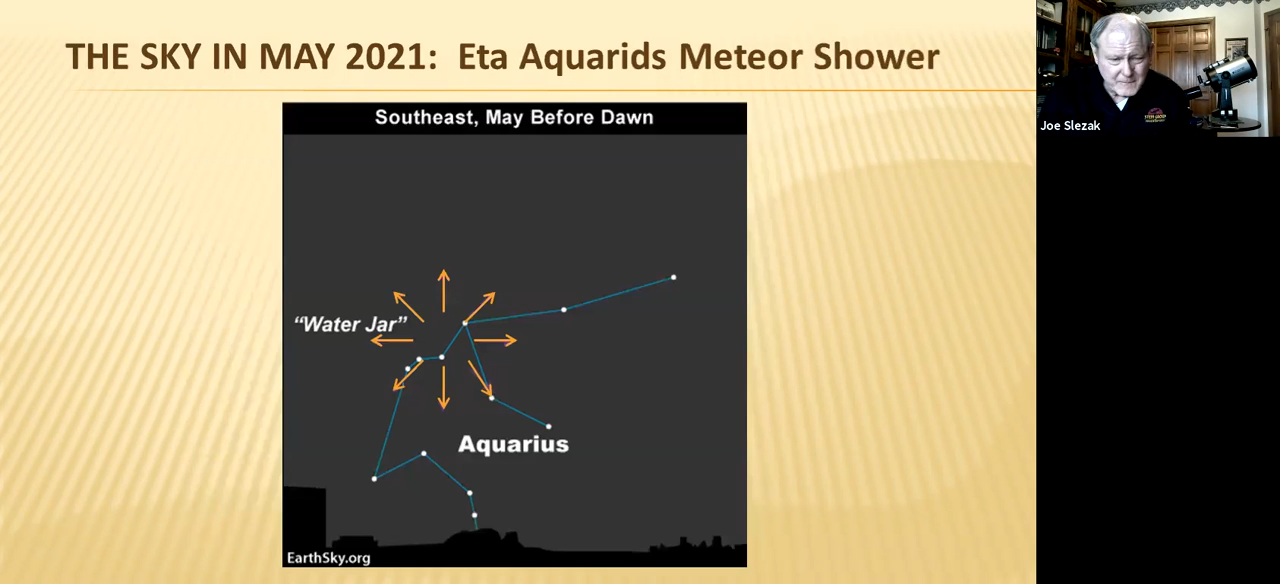 THE SKY IN MAY 2021: Eta Aquarids Meteor Shower
Southeast, May Before Dawn
“Water Jar”
Aquarius
EarthSky.org
Joe Slezak